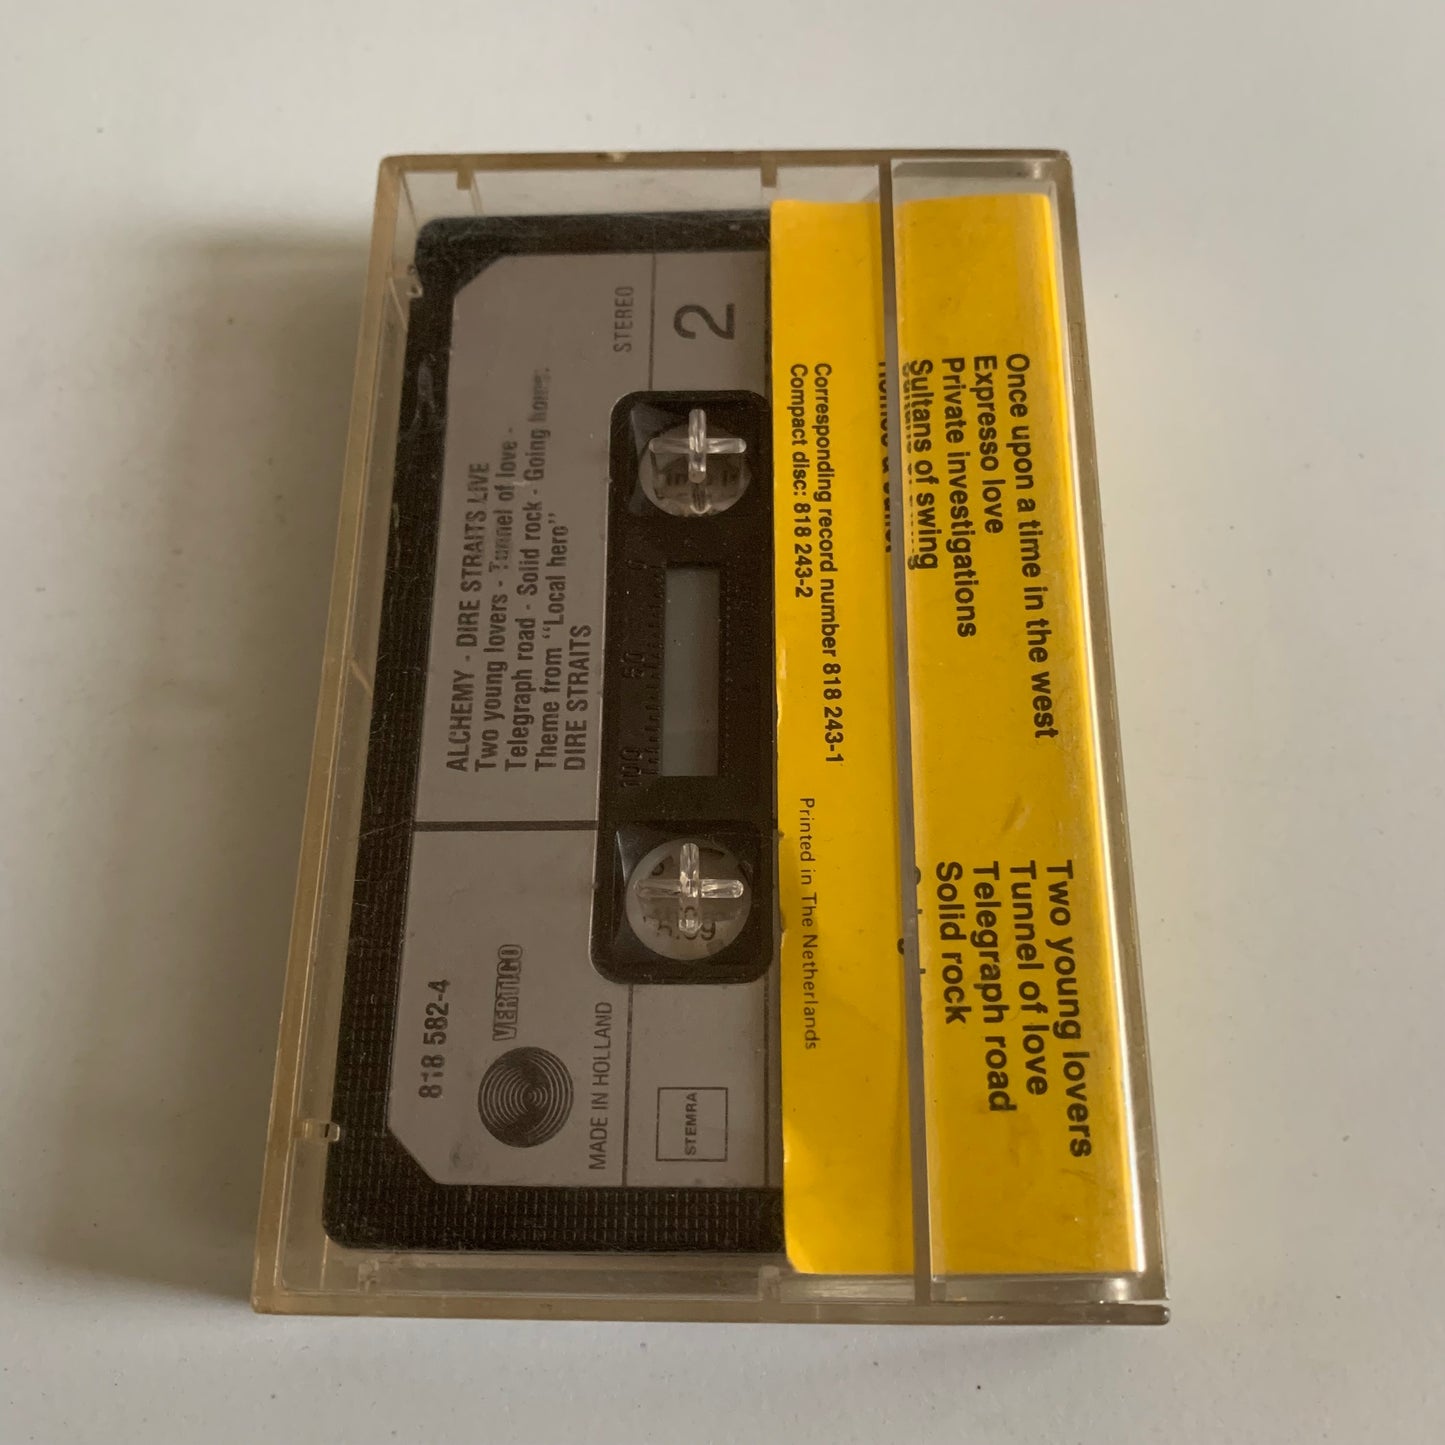 ALCHEMY - DIRE STRAITS LIVE
Two young lovers - Tunnel of love -
Telegraph road - Solid rock - Going home:
Theme from "Local hero"
DIRE STRAITS
STEREO
2
100 50 0
818 582-4
VERTIGO
MADE IN HOLLAND
STEMRA
Once upon a time in the west
Expresso love
Private investigations
Sultans of swing
Two young lovers
Tunnel of love
Telegraph road
Solid rock
Corresponding record number 818 243-1
Compact disc: 818 243-2
Printed in The Netherlands